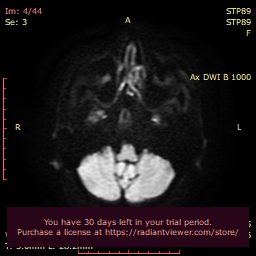 Im: 4/44 STP89
Se: 3 STP89
A F
Ax DWI B 1000
R L
You have 30 days left in your trial period.
Purchase a license at https://radiantviewer.com/store/